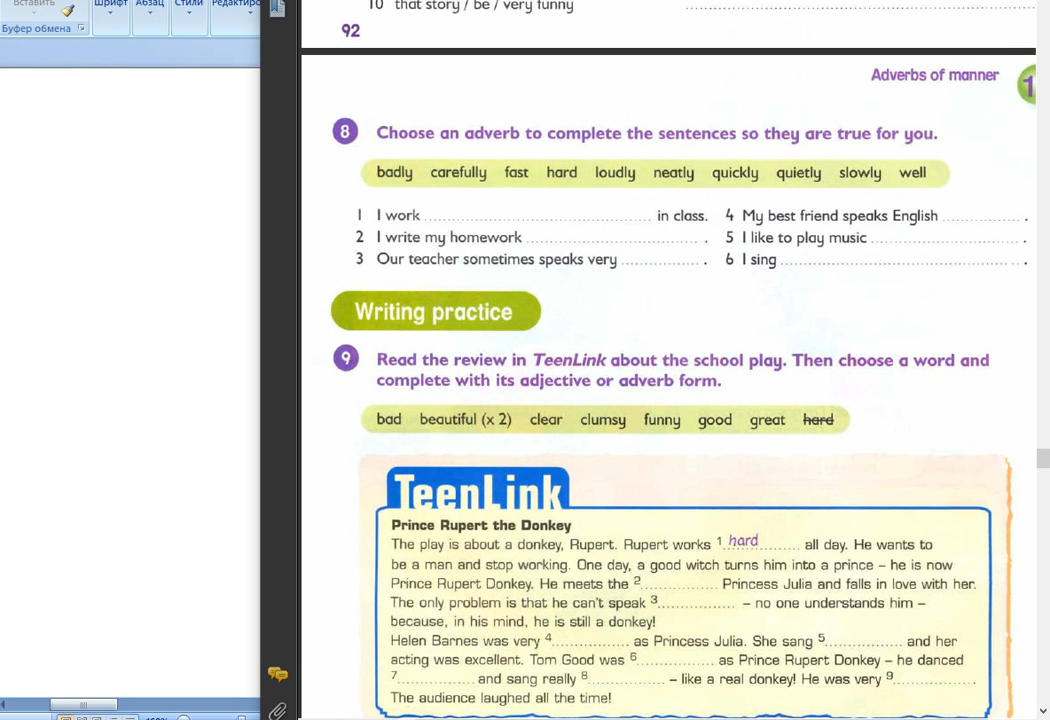 Вставить
Шрифт Абзац Стили Редактиро
Буфер обмена
10 that story / be / very funny
92
Adverbs of manner
1
8 Choose an adverb to complete the sentences so they are true for you.
badly carefully fast hard loudly neatly quickly quietly slowly well
1 I work .......... in class. 4 My best friend speaks English .......... .
2 I write my homework .......... . 5 I like to play music .......... .
3 Our teacher sometimes speaks very .......... . 6 I sing .......... .
Writing practice
9 Read the review in TeenLink about the school play. Then choose a word and
complete with its adjective or adverb form.
bad beautiful (x 2) clear clumsy funny good great hard
TeenLink
Prince Rupert the Donkey
The play is about a donkey, Rupert. Rupert works 1 hard .......... all day. He wants to
be a man and stop working. One day, a good witch turns him into a prince – he is now
Prince Rupert Donkey. He meets the 2 .......... Princess Julia and falls in love with her.
The only problem is that he can't speak 3 .......... – no one understands him –
because, in his mind, he is still a donkey!
Helen Barnes was very 4 .......... as Princess Julia. She sang 5 .......... and her
acting was excellent. Tom Good was 6 .......... as Prince Rupert Donkey – he danced
7 .......... and sang really 8 .......... – like a real donkey! He was very 9 ..........
The audience laughed all the time!